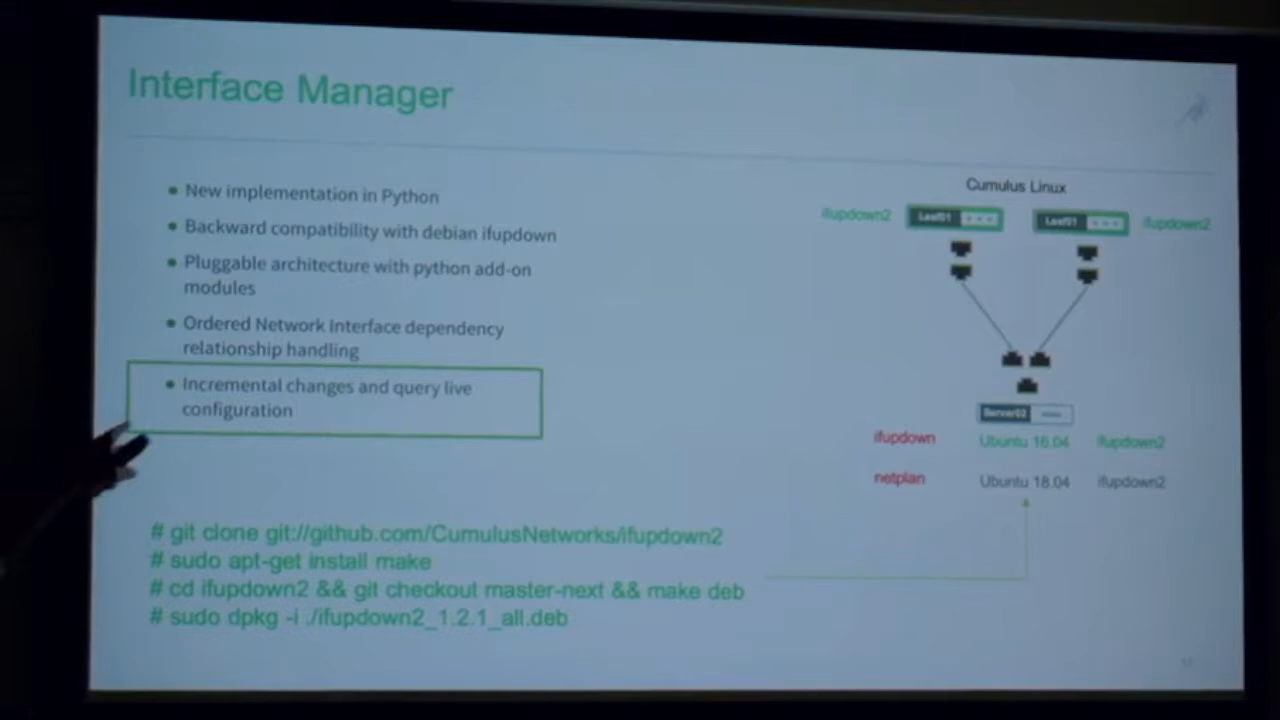 Interface Manager
New implementation in Python
Backward compatibility with debian ifupdown
Pluggable architecture with python add-on
modules
Ordered Network Interface dependency
relationship handling
Incremental changes and query live
configuration
# git clone git://github.com/CumulusNetworks/ifupdown2
# sudo apt-get install make
# cd ifupdown2 && git checkout master-next && make deb
# sudo dpkg -i ./ifupdown2_1.2.1_all.deb
Cumulus Linux
ifupdown2 Leaf01 Leaf01 ifupdown2
Server02
ifupdown Ubuntu 16.04 ifupdown2
netplan Ubuntu 18.04 ifupdown2